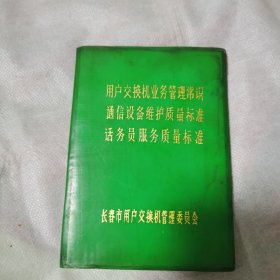 用户交换机业务管理常识
通信设备维护质量标准
话务员服务质量标准
长春市用户交换机管理委员会